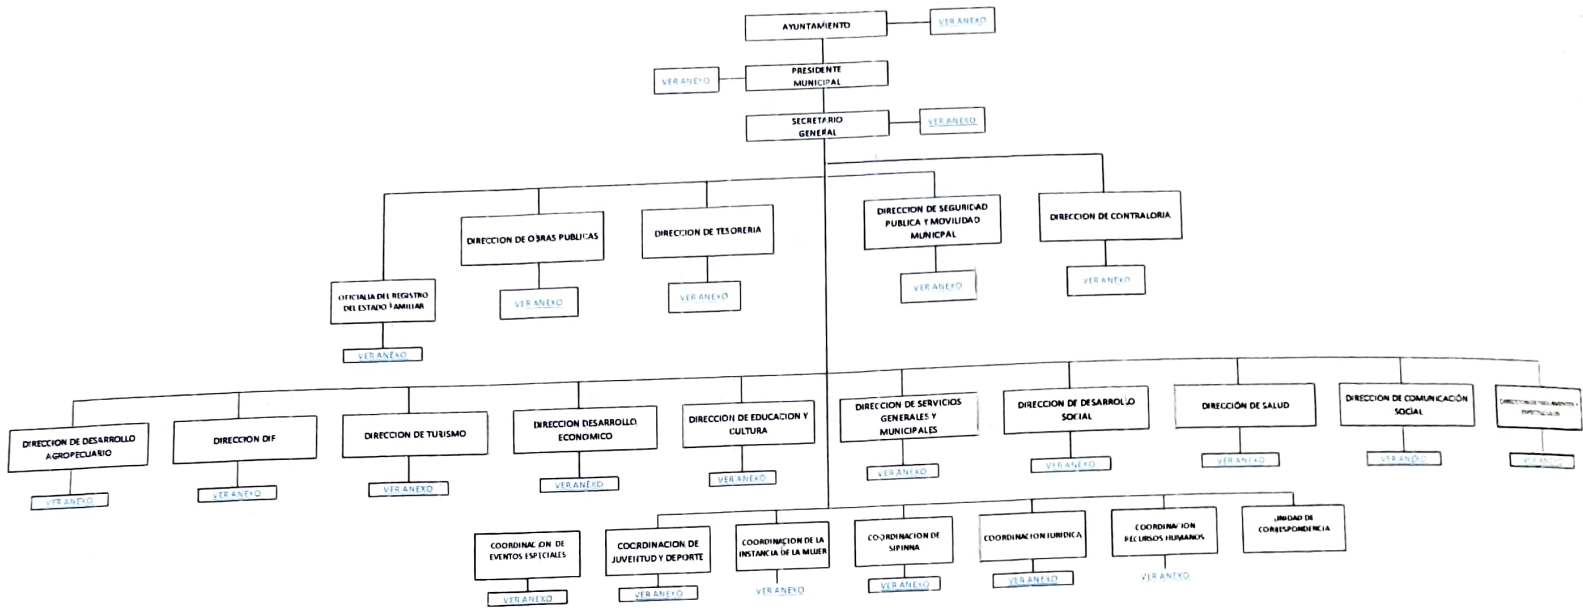 AYUNTAMIENTO
VER ANEXO
VER ANEXO
PRESIDENTE
MUNICIPAL
SECRETARIO
GENERAL
VER ANEXO
OFICIALIA DEL REGISTRO
DEL ESTADO FAMILIAR
VER ANEXO
DIRECCION DE OBRAS PUBLICAS
VER ANEXO
DIRECCION DE TESORERIA
VER ANEXO
DIRECCION DE SEGURIDAD
PUBLICA Y MOVILIDAD
MUNICPAL
VER ANEXO
DIRECCION DE CONTRALORIA
VER ANEXO
DIRECCION DE DESARROLLO
AGROPECUARIO
VER ANEXO
DIRECCION DIF
VER ANEXO
DIRECCION DE TURISMO
VER ANEXO
DIRECCION DESARROLLO
ECONOMICO
VER ANEXO
DIRECCION DE EDUCACION Y
CULTURA
VER ANEXO
DIRECCION DE SERVICIOS
GENERALES Y
MUNICIPALES
VER ANEXO
DIRECCION DE DESARROLLO
SOCIAL
VER ANEXO
DIRECCIÓN DE SALUD
VER ANEXO
DIRECCION DE COMUNICACIÓN
SOCIAL
VER ANEXO
VER ANEXO
COORDINACION DE
EVENTOS ESPECIALES
VER ANEXO
COORDINACION DE
JUVENTUD Y DEPORTE
VER ANEXO
COORDINACION DE LA
INSTANCIA DE LA MUJER
VER ANEXO
COORDINACION DE
SIPINNA
VER ANEXO
COORDINACION JURIDICA
VER ANEXO
COORDINACION
RECURSOS HUMANOS
VER ANEXO
UNIDAD DE
CORRESPONDENCIA